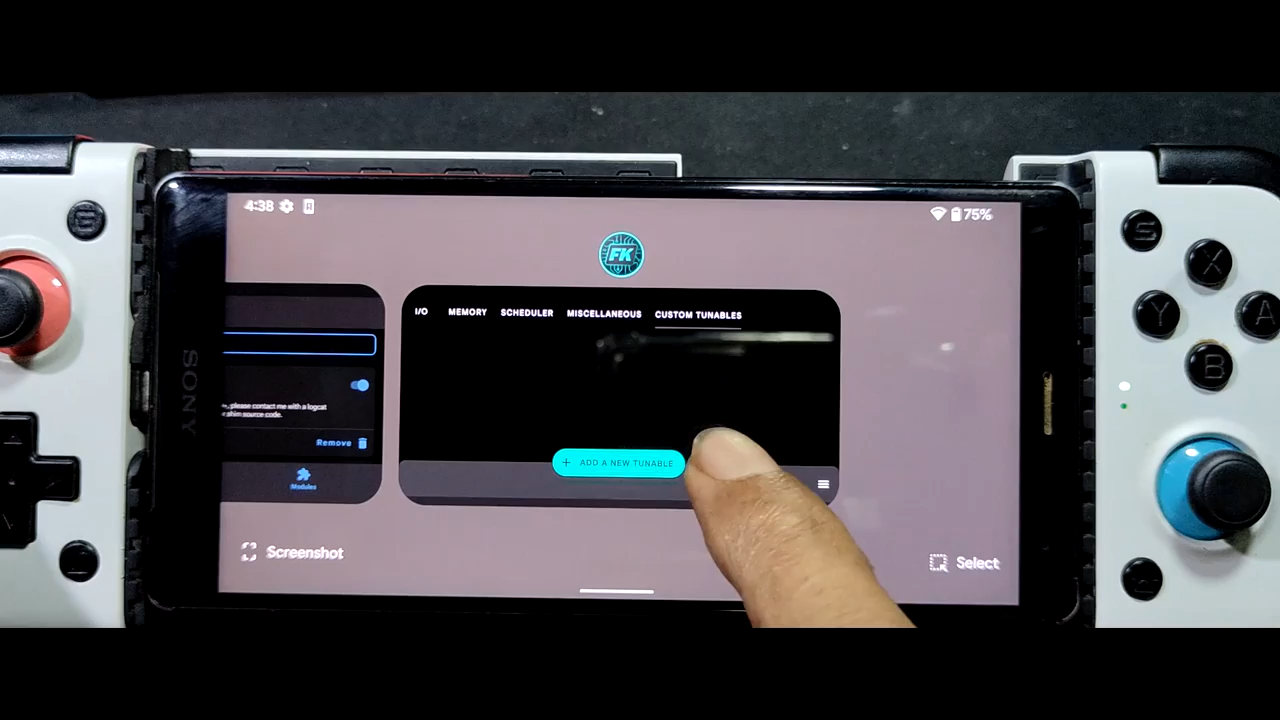 4:38
75%
FK
I/O MEMORY SCHEDULER MISCELLANEOUS CUSTOM TUNABLES
, please contact me with a logcat
shim source code.
Remove
Modules
+ ADD A NEW TUNABLE
Screenshot
Select
SONY
S
X
Y
A
B